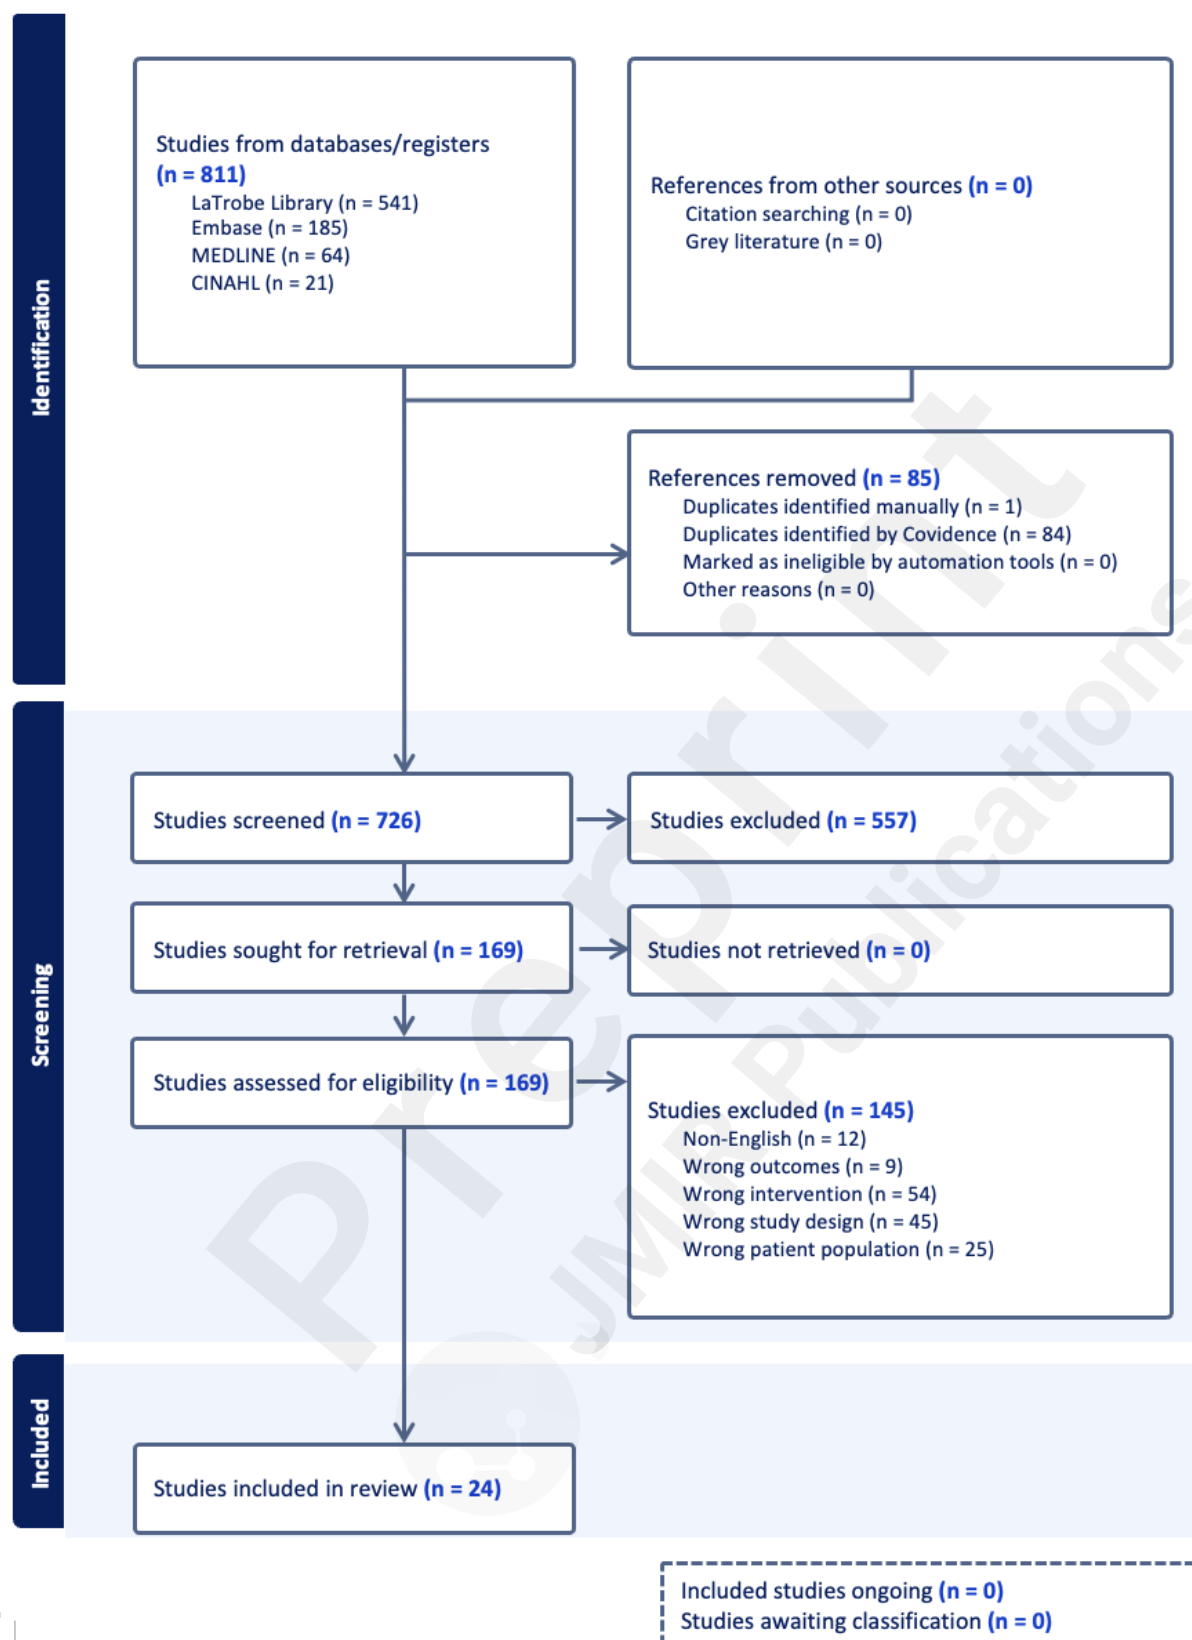 Identification
Studies from databases/registers
(n = 811)
LaTrobe Library (n = 541)
Embase (n = 185)
MEDLINE (n = 64)
CINAHL (n = 21)
References from other sources (n = 0)
Citation searching (n = 0)
Grey literature (n = 0)
References removed (n = 85)
Duplicates identified manually (n = 1)
Duplicates identified by Covidence (n = 84)
Marked as ineligible by automation tools (n = 0)
Other reasons (n = 0)
Screening
Studies screened (n = 726)
Studies excluded (n = 557)
Studies sought for retrieval (n = 169)
Studies not retrieved (n = 0)
Studies assessed for eligibility (n = 169)
Studies excluded (n = 145)
Non-English (n = 12)
Wrong outcomes (n = 9)
Wrong intervention (n = 54)
Wrong study design (n = 45)
Wrong patient population (n = 25)
Included
Studies included in review (n = 24)
Included studies ongoing (n = 0)
Studies awaiting classification (n = 0)
Preprint
JMIR Publications